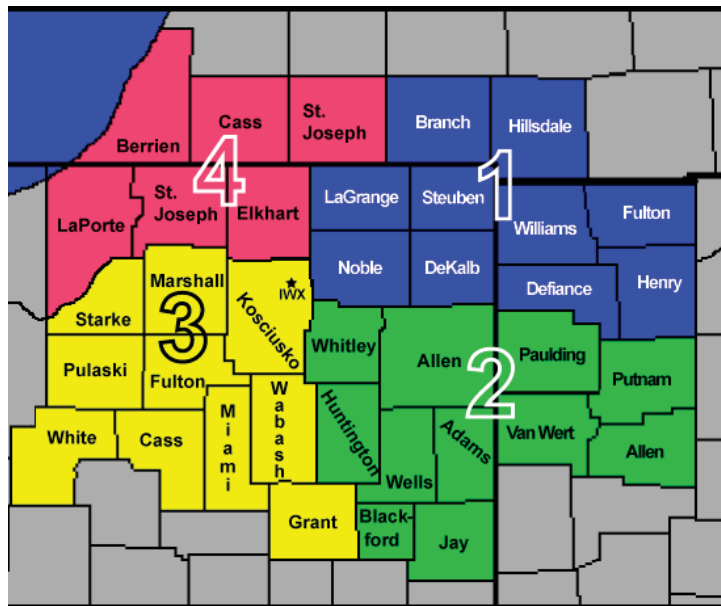 Berrien
Cass
St.
Joseph
Branch
Hillsdale
4
1
LaPorte
St.
Joseph
Elkhart
LaGrange
Steuben
Williams
Fulton
Noble
DeKalb
Defiance
Henry
Starke
Marshall
3
Kosciusko
IWX
Whitley
Allen
2
Paulding
Putnam
Pulaski
Fulton
Miami
Wabash
Huntington
Wells
Adams
Van Wert
Allen
White
Cass
Grant
Black-
ford
Jay